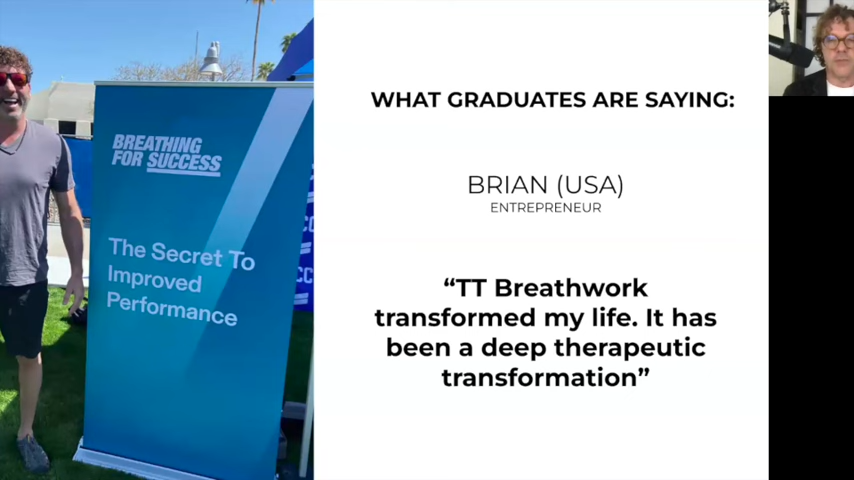 BREATHING
FOR SUCCESS
The Secret To
Improved
Performance
WHAT GRADUATES ARE SAYING:
BRIAN (USA)
ENTREPRENEUR
“TT Breathwork
transformed my life. It has
been a deep therapeutic
transformation”